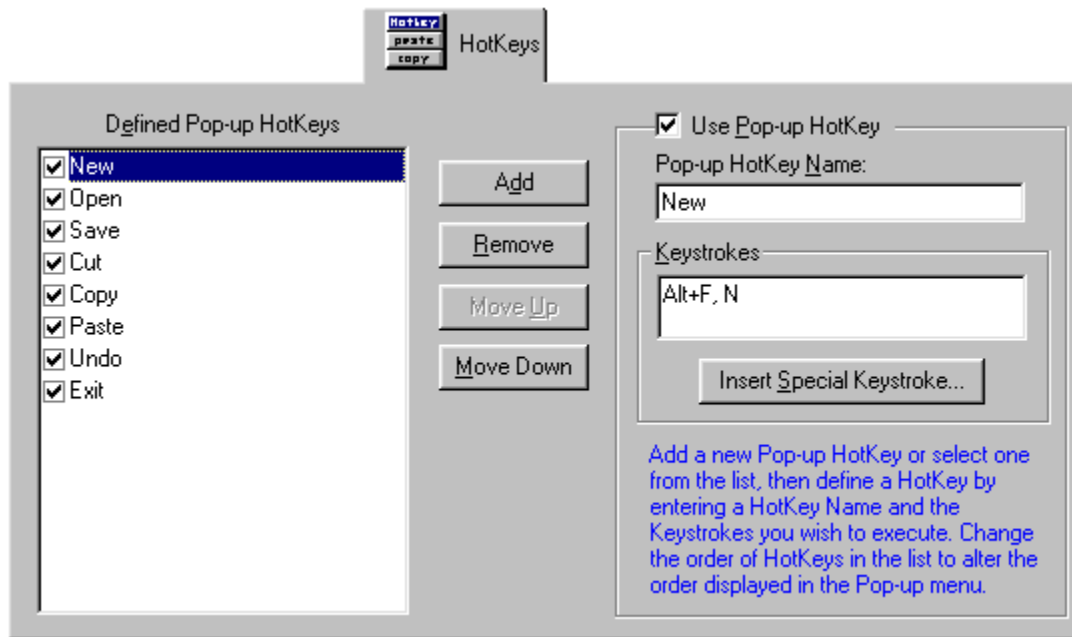 HotKey
paste
copy
HotKeys
Defined Pop-up HotKeys
New
Open
Save
Cut
Copy
Paste
Undo
Exit
Add
Remove
Move Up
Move Down
Use Pop-up HotKey
Pop-up HotKey Name:
New
Keystrokes
Alt+F, N
Insert Special Keystroke...
Add a new Pop-up HotKey or select one
from the list, then define a HotKey by
entering a HotKey Name and the
Keystrokes you wish to execute. Change
the order of HotKeys in the list to alter the
order displayed in the Pop-up menu.